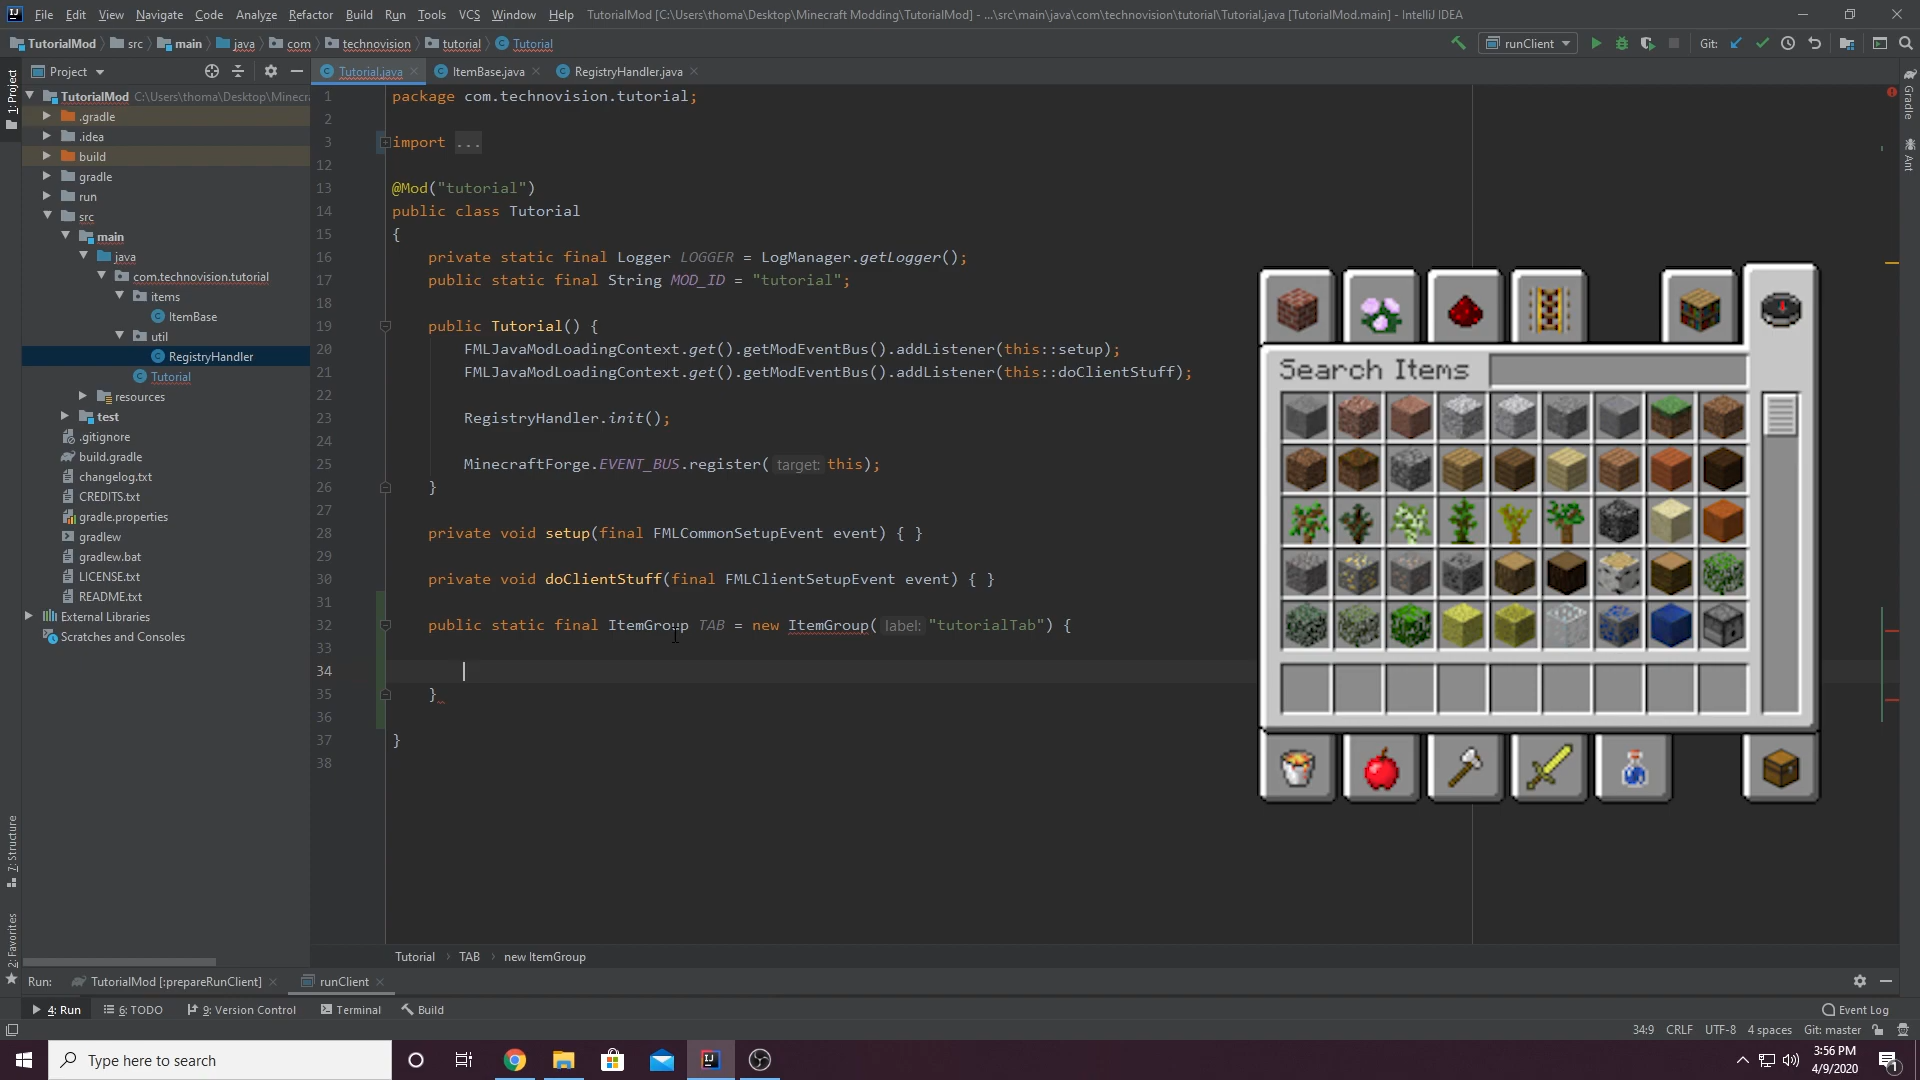 File Edit View Navigate Code Analyze Refactor Build Run Tools VCS Window Help TutorialMod [C:\Users\thoma\Desktop\Minecraft Modding\TutorialMod] - ...\src\main\java\com\technovision\tutorial\Tutorial.java [TutorialMod.main] - IntelliJ IDEA
TutorialMod src main java com technovision tutorial Tutorial
runClient Git:
1: Project
Project
Tutorial.java ItemBase.java RegistryHandler.java
TutorialMod C:\Users\thoma\Desktop\Minecr
.gradle
.idea
build
gradle
run
src
main
java
com.technovision.tutorial
items
ItemBase
util
RegistryHandler
Tutorial
resources
test
.gitignore
build.gradle
changelog.txt
CREDITS.txt
gradle.properties
gradlew
gradlew.bat
LICENSE.txt
README.txt
External Libraries
Scratches and Consoles
7: Structure
2: Favorites
1 package com.technovision.tutorial;
2
3 import ...
12
13 @Mod("tutorial")
14 public class Tutorial
15 {
16 private static final Logger LOGGER = LogManager.getLogger();
17 public static final String MOD_ID = "tutorial";
18
19 public Tutorial() {
20 FMLJavaModLoadingContext.get().getModEventBus().addListener(this::setup);
21 FMLJavaModLoadingContext.get().getModEventBus().addListener(this::doClientStuff);
22
23 RegistryHandler.init();
24
25 MinecraftForge.EVENT_BUS.register( target: this);
26 }
27
28 private void setup(final FMLCommonSetupEvent event) { }
29
30 private void doClientStuff(final FMLClientSetupEvent event) { }
31
32 public static final ItemGroup TAB = new ItemGroup( label: "tutorialTab") {
33
34
35 }
36
37 }
38
Search Items
Gradle
Ant
Tutorial TAB new ItemGroup
Run: TutorialMod [:prepareRunClient] runClient
4: Run 6: TODO 9: Version Control Terminal Build Event Log
34:9 CRLF UTF-8 4 spaces Git: master
Type here to search
3:56 PM
4/9/2020
1